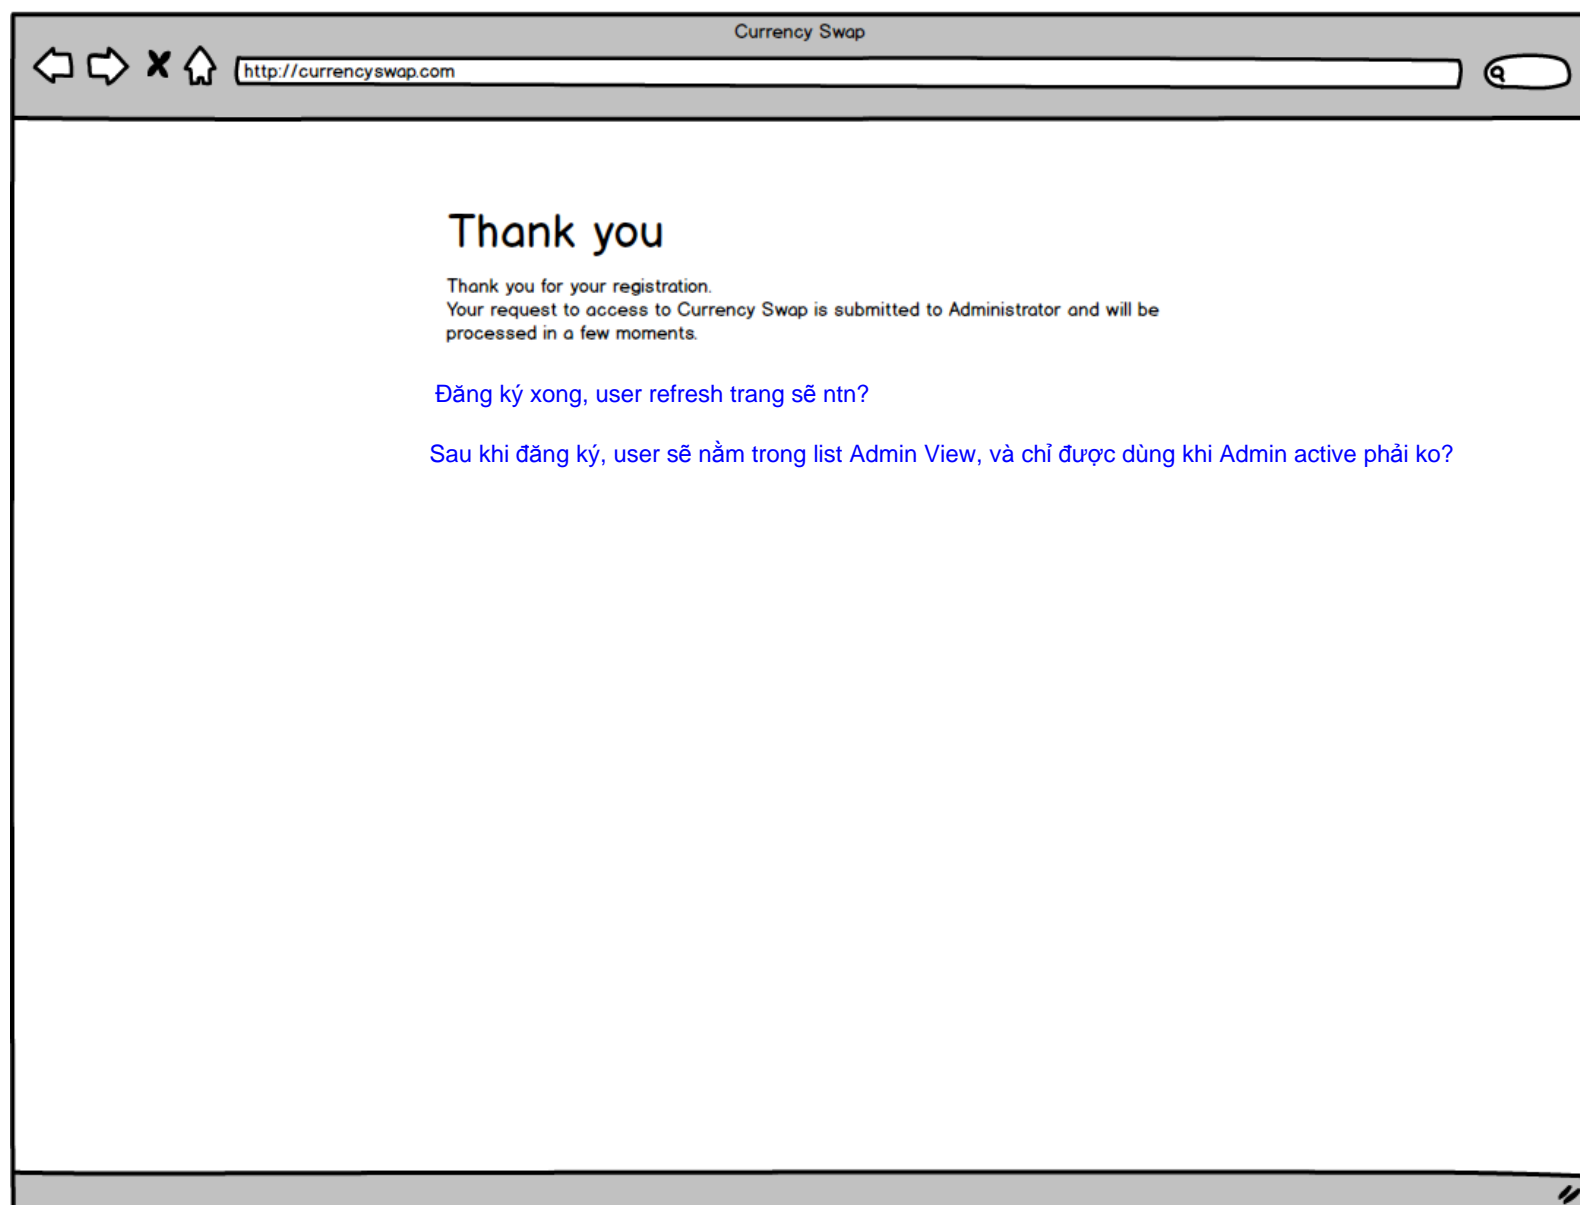 Currency Swap
http://currencyswap.com
Thank you
Thank you for your registration.
Your request to access to Currency Swap is submitted to Administrator and will be
processed in a few moments.
Đăng ký xong, user refresh trang sẽ ntn?
Sau khi đăng ký, user sẽ nằm trong list Admin View, và chỉ được dùng khi Admin active phải ko?